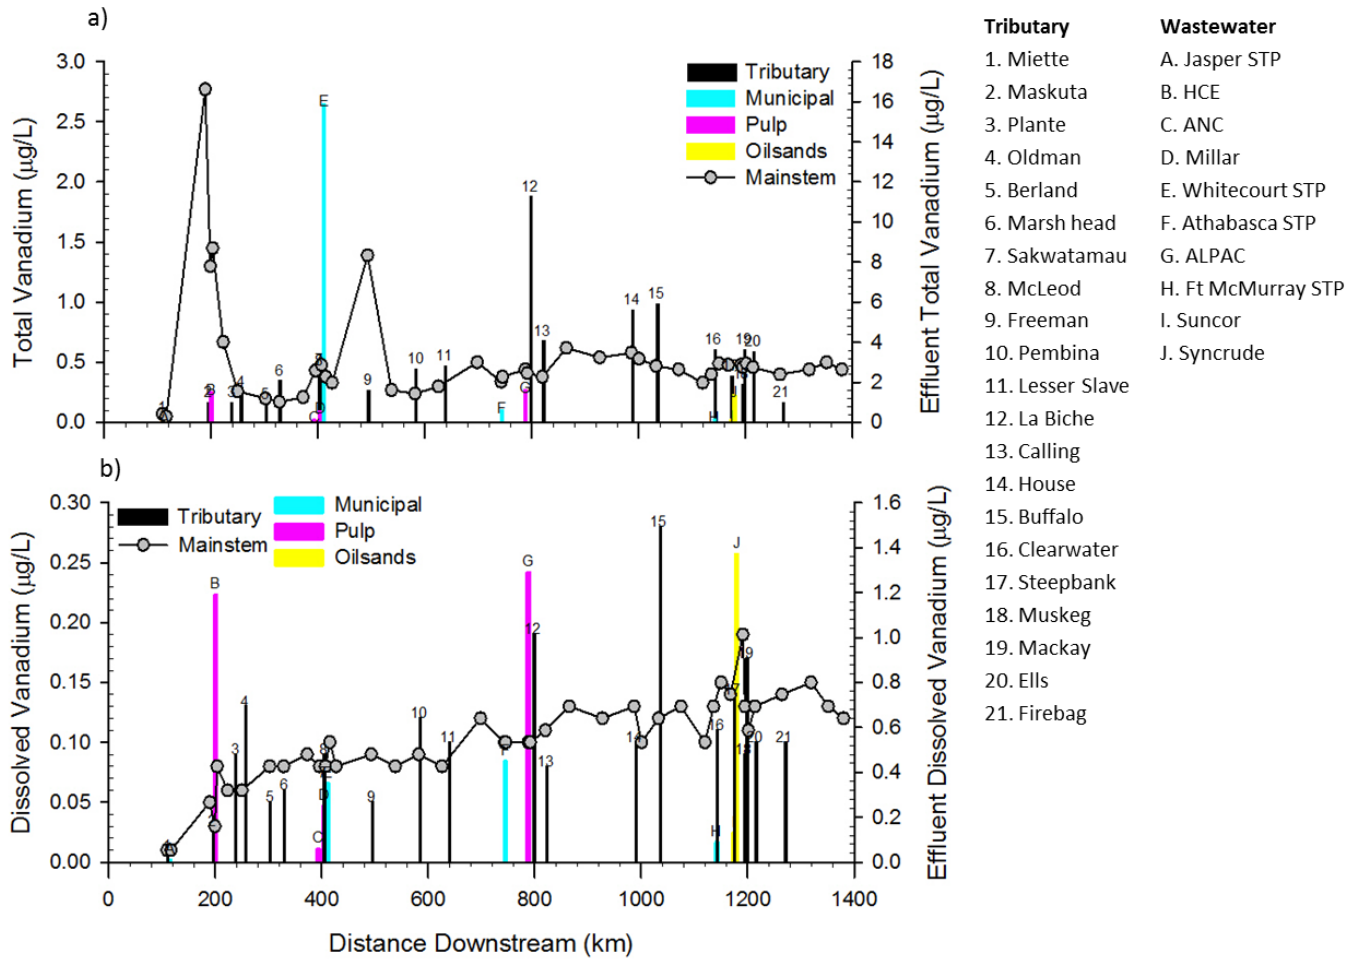 a)
Total Vanadium (µg/L)
3.0
2.5
2.0
1.5
1.0
0.5
0.0
Tributary
Municipal
Pulp
Oilsands
Mainstem
18
16
14
12
10
8
6
4
2
0
Effluent Total Vanadium (µg/L)
1
2
B
3
4
5
6
C
D
E
9
10
11
F
G
12
13
14
15
16
H
J
19
20
21
b)
Dissolved Vanadium (µg/L)
0.30
0.25
0.20
0.15
0.10
0.05
0.00
Tributary
Mainstem
Municipal
Pulp
Oilsands
1.6
1.4
1.2
1.0
0.8
0.6
0.4
0.2
0.0
Effluent Dissolved Vanadium (µg/L)
B
3
4
5
6
C
D
8
E
9
10
11
F
G
12
13
14
15
16
H
J
19
18
20
21
0
200
400
600
800
1000
1200
1400
Distance Downstream (km)
Tributary
1. Miette
2. Maskuta
3. Plante
4. Oldman
5. Berland
6. Marsh head
7. Sakwatamau
8. McLeod
9. Freeman
10. Pembina
11. Lesser Slave
12. La Biche
13. Calling
14. House
15. Buffalo
16. Clearwater
17. Steepbank
18. Muskeg
19. Mackay
20. Ells
21. Firebag
Wastewater
A. Jasper STP
B. HCE
C. ANC
D. Millar
E. Whitecourt STP
F. Athabasca STP
G. ALPAC
H. Ft McMurray STP
I. Suncor
J. Syncrude